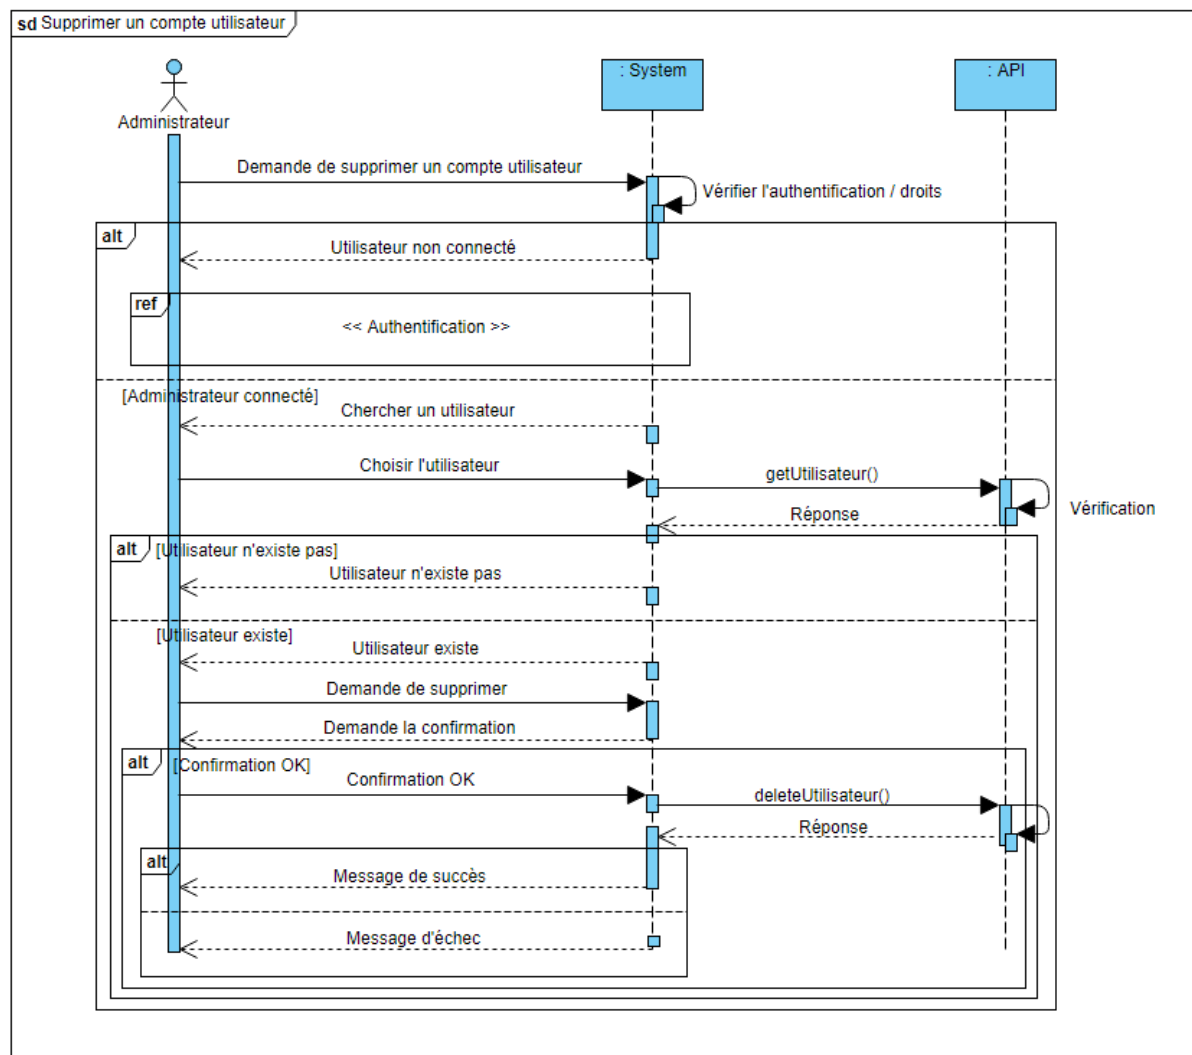 sd Supprimer un compte utilisateur
: System
: API
Administrateur
Demande de supprimer un compte utilisateur
Vérifier l'authentification / droits
alt
Utilisateur non connecté
ref
<< Authentification >>
[Administrateur connecté]
Chercher un utilisateur
Choisir l'utilisateur
getUtilisateur()
Vérification
Réponse
alt
[Utilisateur n'existe pas]
Utilisateur n'existe pas
[Utilisateur existe]
Utilisateur existe
Demande de supprimer
Demande la confirmation
alt
[Confirmation OK]
Confirmation OK
deleteUtilisateur()
Réponse
alt
Message de succès
Message d'échec